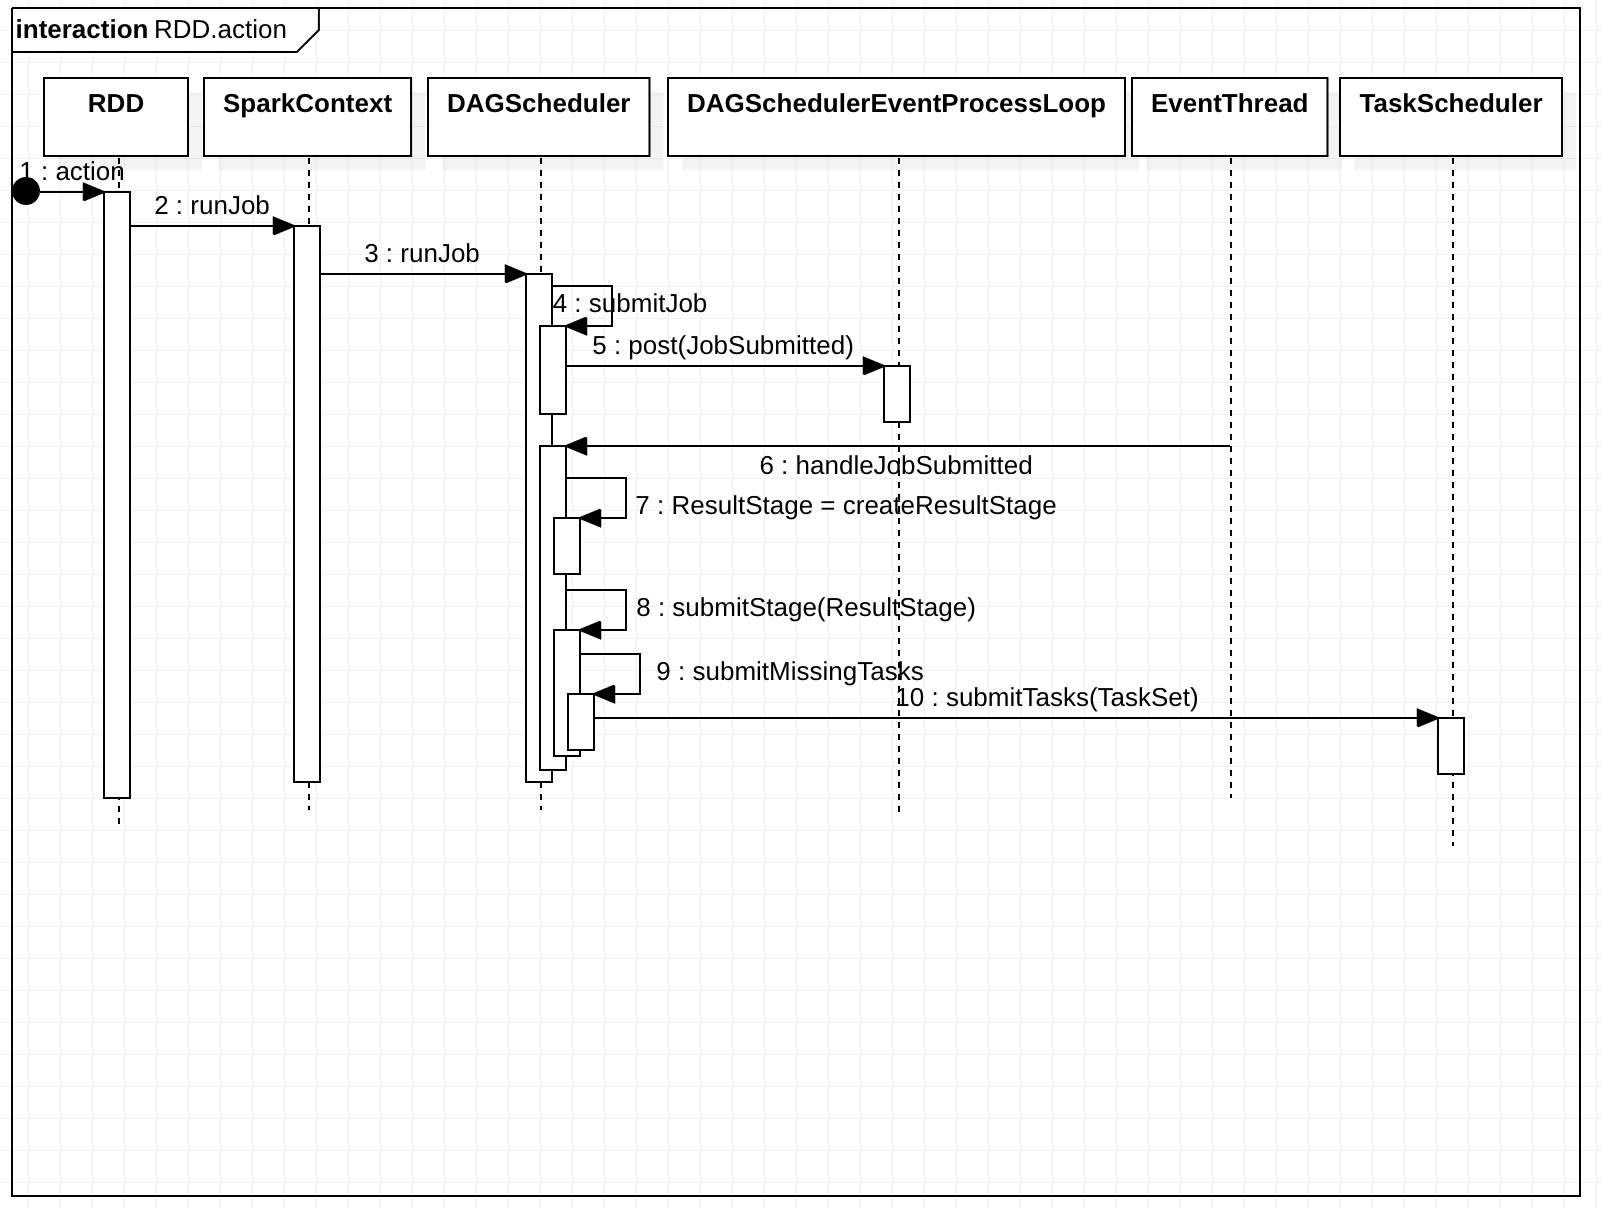 interaction RDD.action
RDD
SparkContext
DAGScheduler
DAGSchedulerEventProcessLoop
EventThread
TaskScheduler
1 : action
2 : runJob
3 : runJob
4 : submitJob
5 : post(JobSubmitted)
6 : handleJobSubmitted
7 : ResultStage = createResultStage
8 : submitStage(ResultStage)
9 : submitMissingTasks
10 : submitTasks(TaskSet)